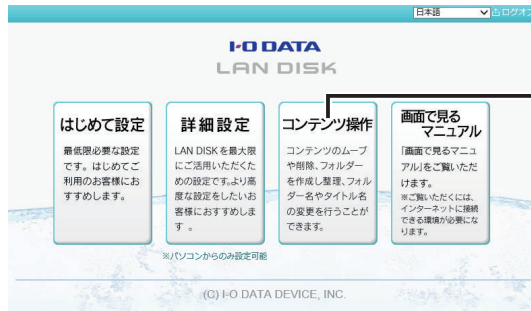 日本語
ログオフ
I-O DATA
LAN DISK
はじめて設定
最低限必要な設定
です。はじめてご
利用のお客様にお
すすめします。
詳細設定
LAN DISKを最大限
にご活用いただくた
めの設定です。より高
度な設定をしたいお
客様におすすめしま
す 。
※パソコンからのみ設定可能
コンテンツ操作
コンテンツのムーブ
や削除、フォルダー
を作成し整理、フォル
ダー名やタイトル名
の変更を行うことが
できます。
画面で見る
マニュアル
「画面で見るマニュ
アル」をご覧いただ
けます。
※ご覧いただくには、
インターネットに接続
できる環境が必要にな
ります。
(C) I-O DATA DEVICE, INC.